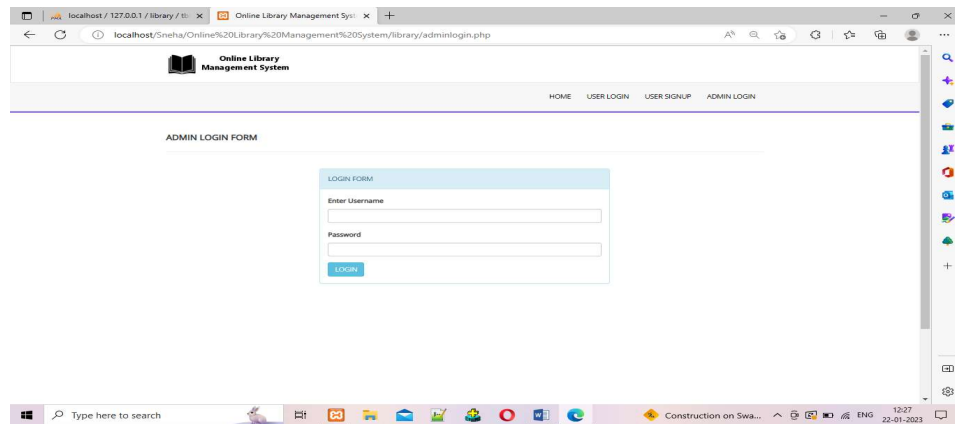 localhost / 127.0.0.1 / library / tb
Online Library Management Syst
localhost/Sneha/Online%20Library%20Management%20System/library/adminlogin.php
Online Library
Management System
HOME USER LOGIN USER SIGNUP ADMIN LOGIN
ADMIN LOGIN FORM
LOGIN FORM
Enter Username
Password
LOGIN
Type here to search
Construction on Swa...
ENG
12:27
22-01-2023